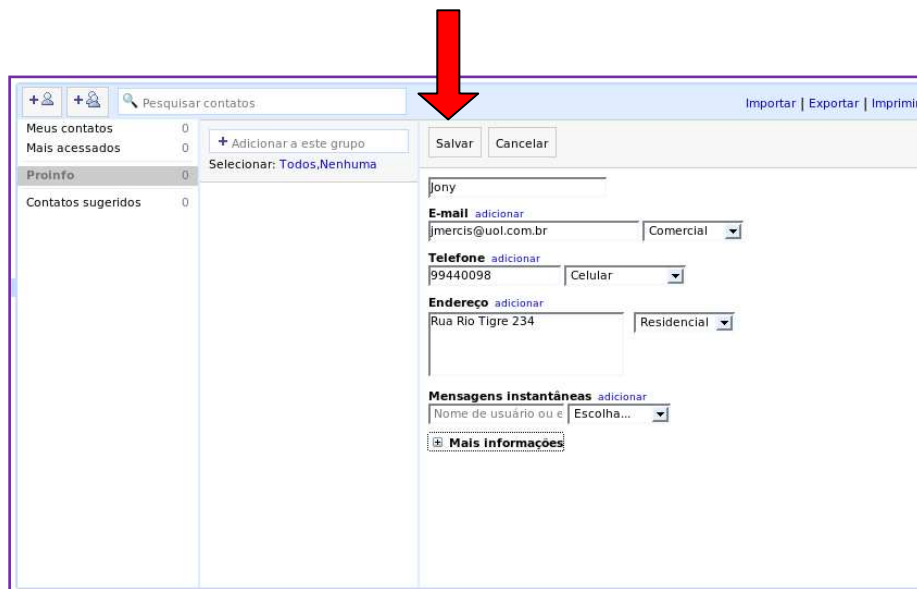 Pesquisar contatos
Importar | Exportar | Imprimir
Meus contatos 0
Mais acessados 0
Proinfo 0
Contatos sugeridos 0
+ Adicionar a este grupo
Selecionar: Todos,Nenhuma
Salvar Cancelar
Jony
E-mail adicionar
jmercis@uol.com.br Comercial
Telefone adicionar
99440098 Celular
Endereço adicionar
Rua Rio Tigre 234 Residencial
Mensagens instantâneas adicionar
Nome de usuário ou e Escolha...
Mais informações